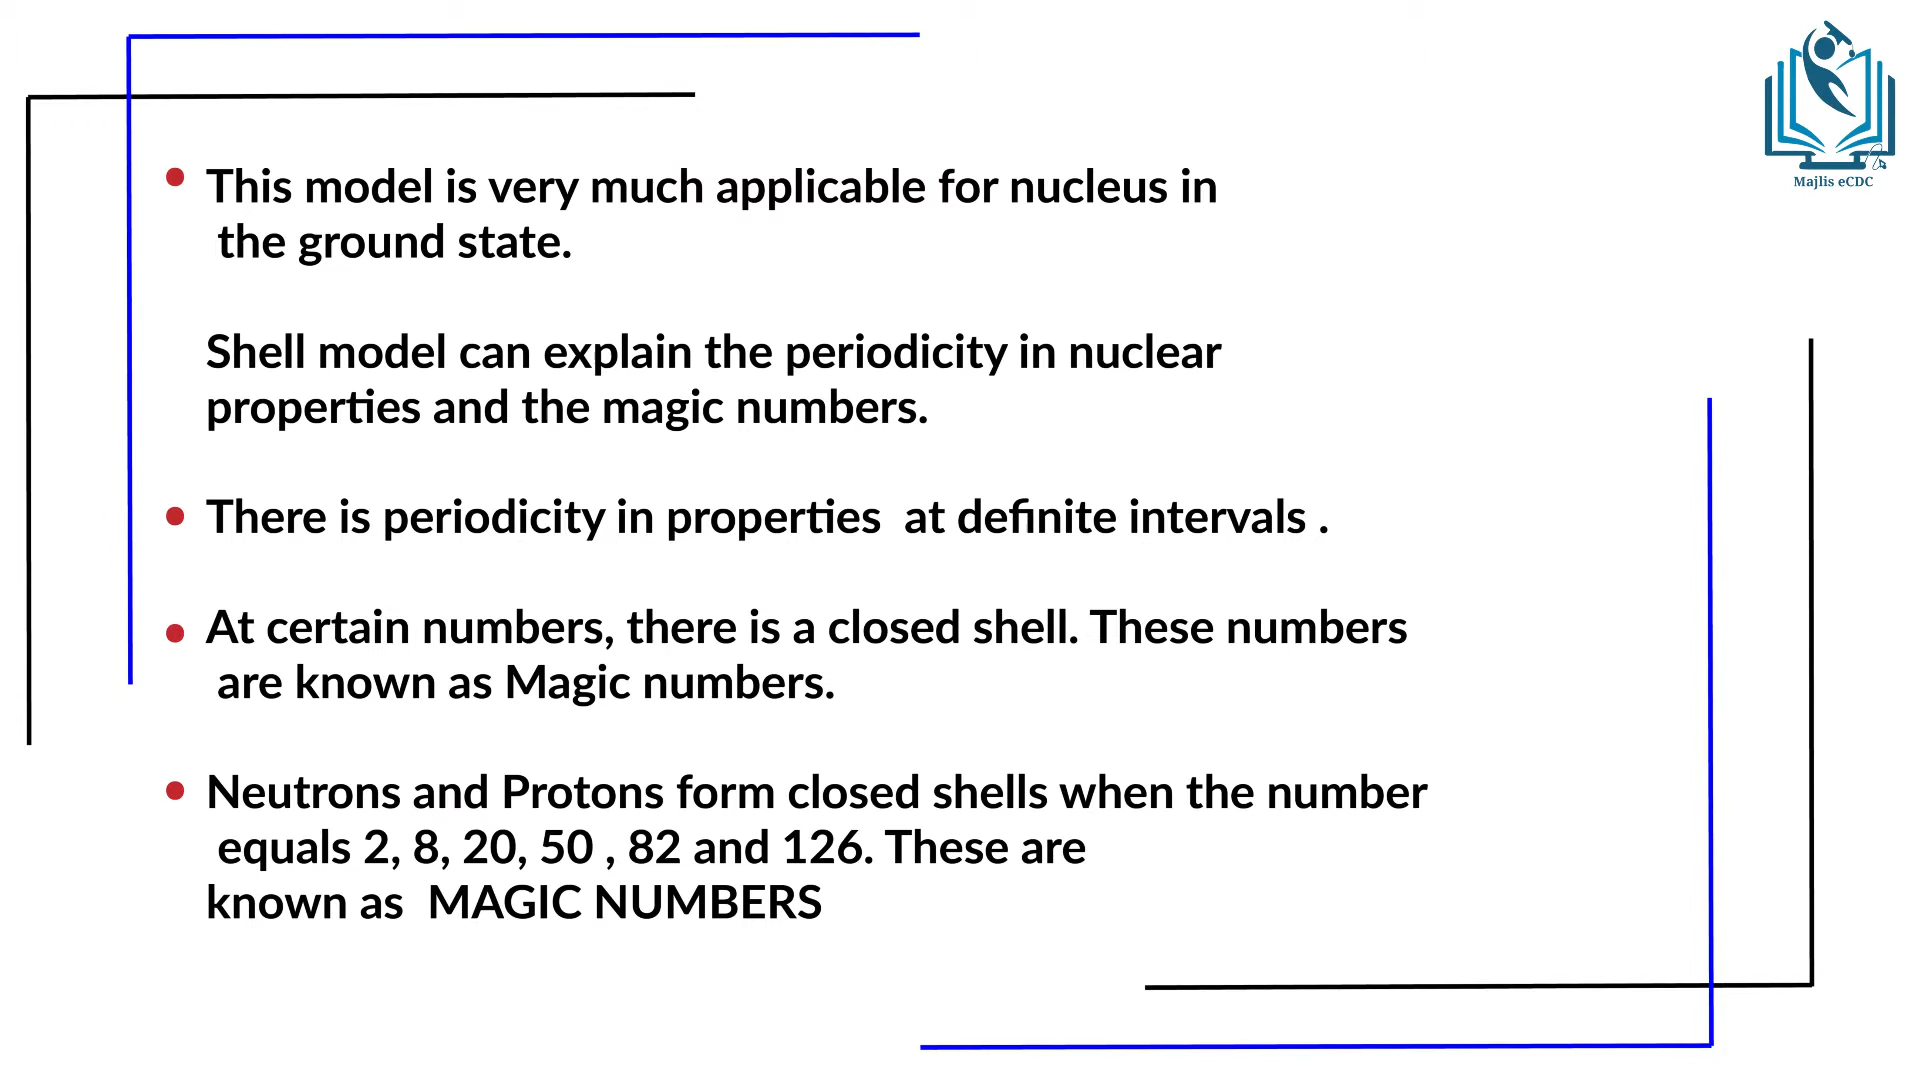 Majlis eCDC
This model is very much applicable for nucleus in
the ground state.
Shell model can explain the periodicity in nuclear
properties and the magic numbers.
There is periodicity in properties at definite intervals .
At certain numbers, there is a closed shell. These numbers
are known as Magic numbers.
Neutrons and Protons form closed shells when the number
equals 2, 8, 20, 50 , 82 and 126. These are
known as MAGIC NUMBERS